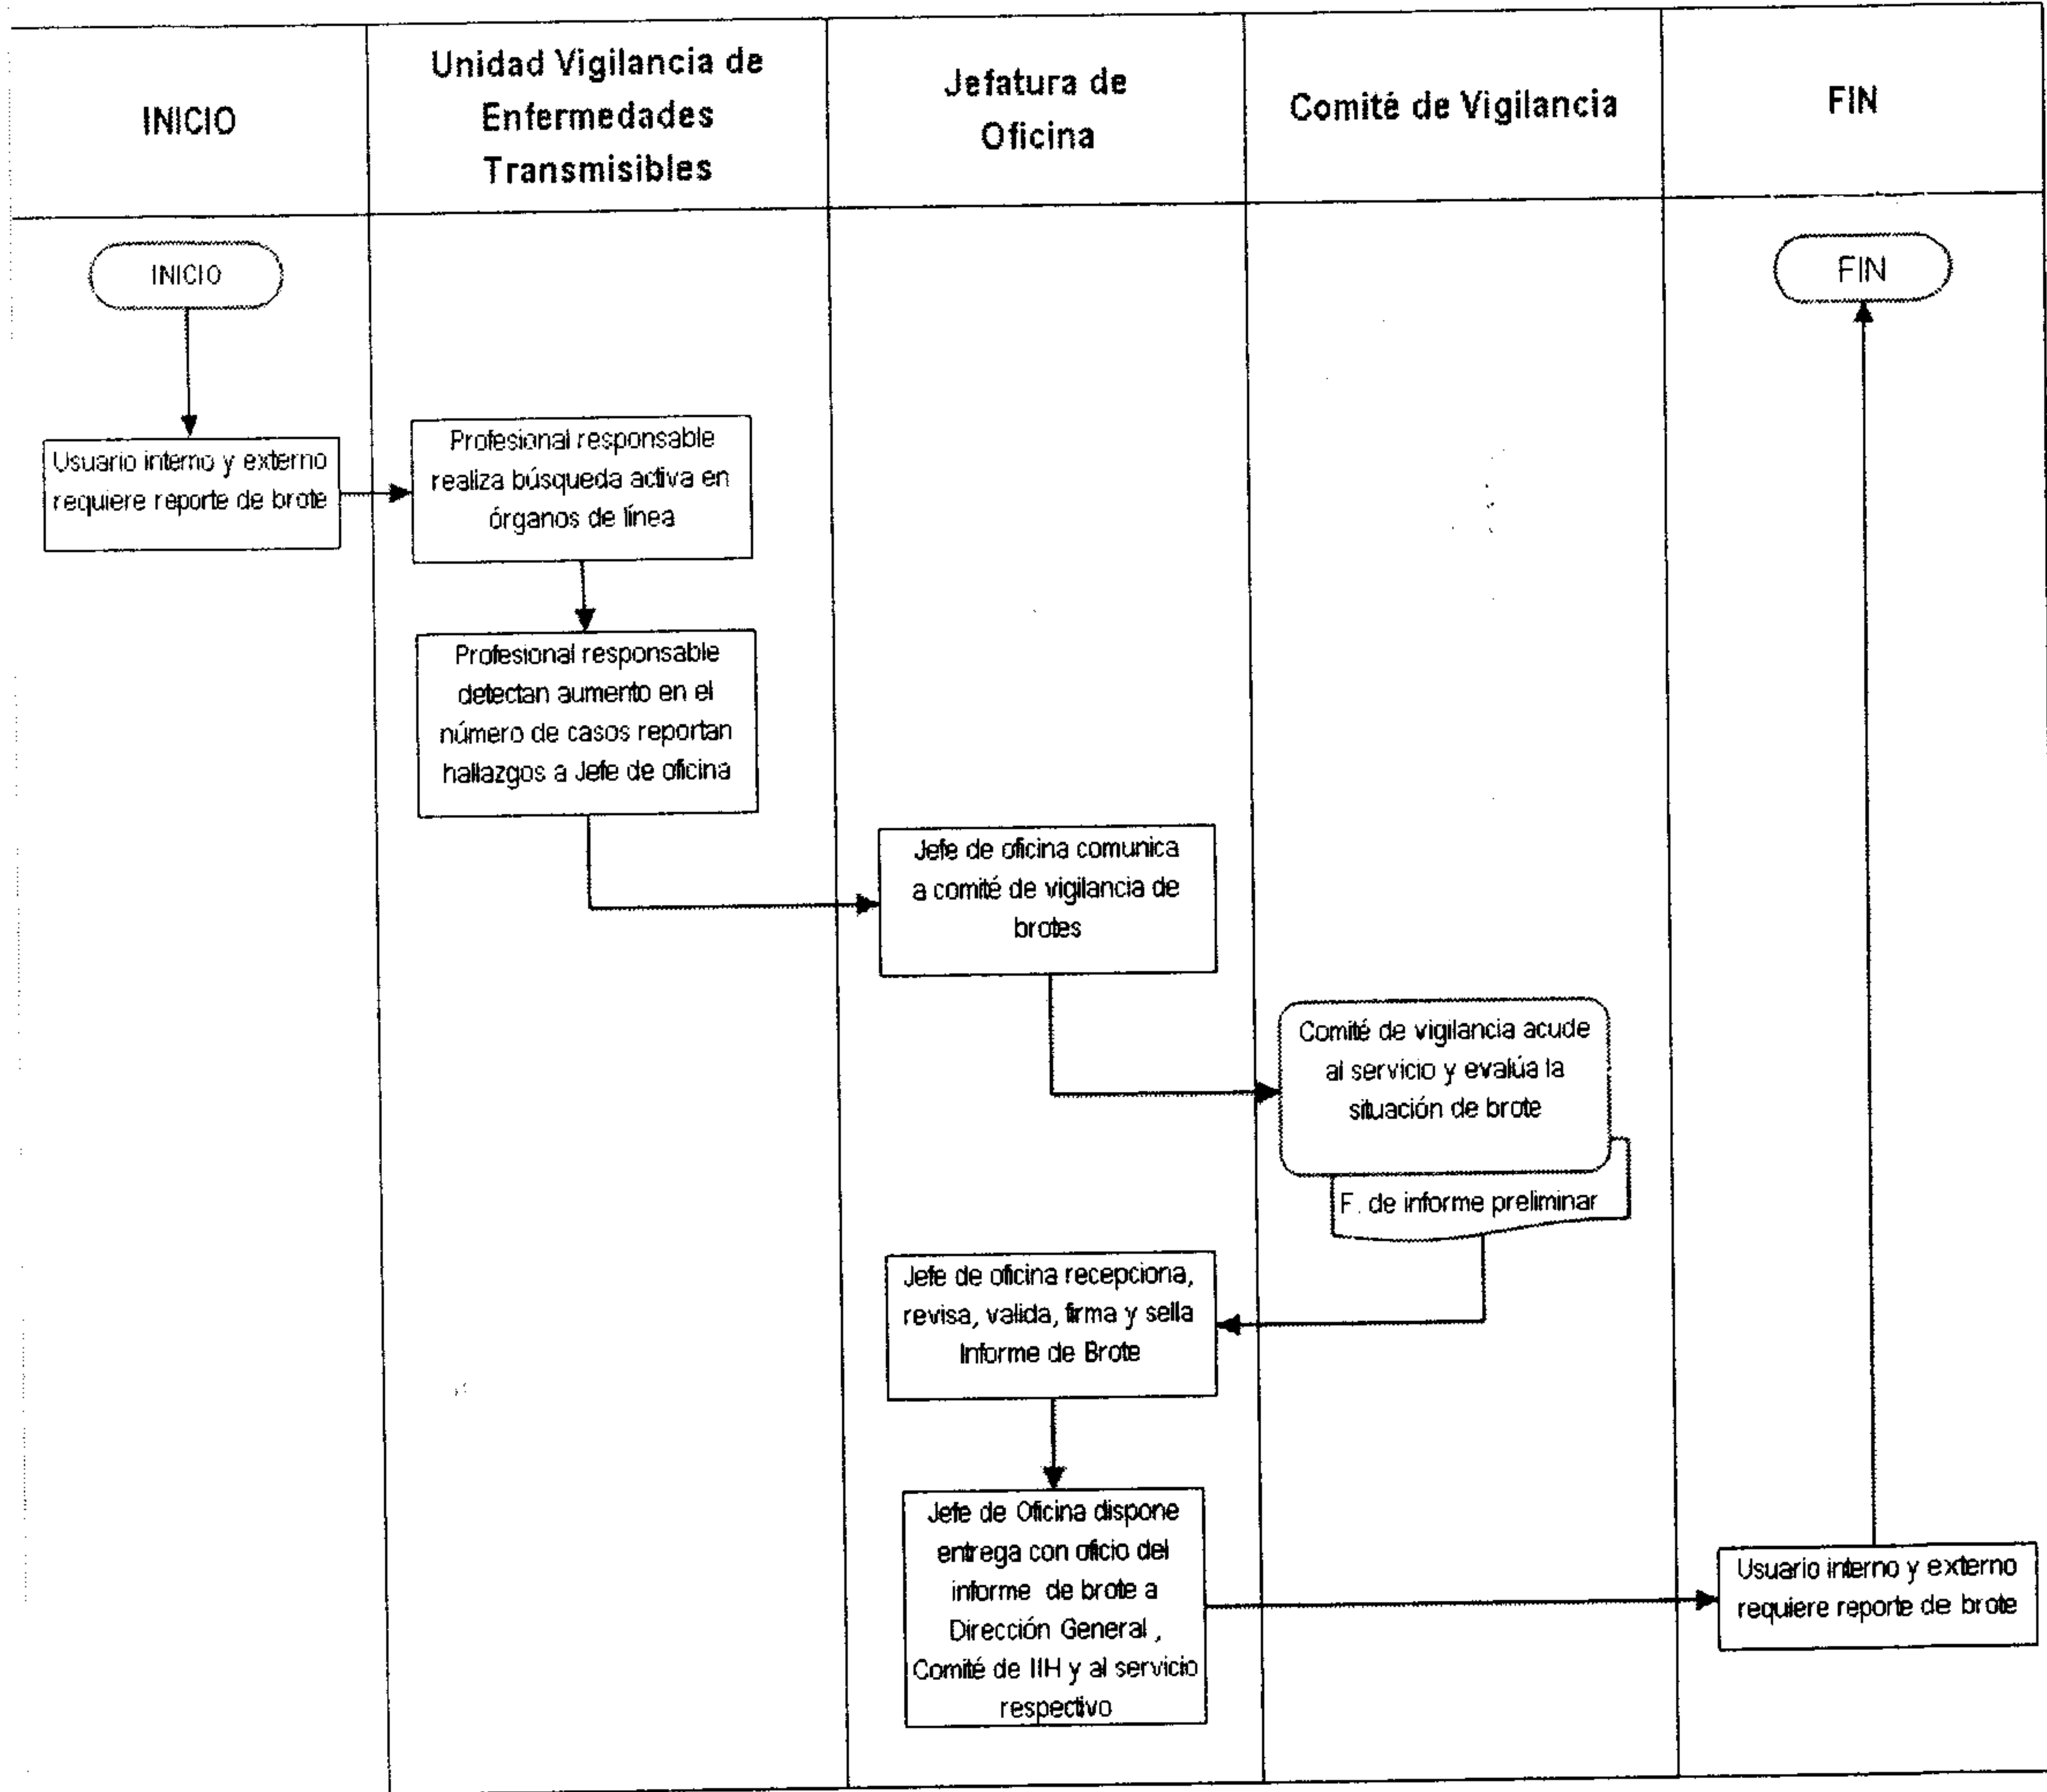 INICIO
Unidad Vigilancia de
Enfermedades
Transmisibles
Jefatura de
Oficina
Comité de Vigilancia
FIN
INICIO
FIN
Usuario interno y externo
requiere reporte de brote
Profesional responsable
realiza búsqueda activa en
órganos de línea
Profesional responsable
detectan aumento en el
número de casos reportan
hallazgos a Jefe de oficina
Jefe de oficina comunica
a comité de vigilancia de
brotes
Comité de vigilancia acude
al servicio y evalúa la
situación de brote
F. de informe preliminar
Jefe de oficina recepciona,
revisa, valida, firma y sella
Informe de Brote
Jefe de Oficina dispone
entrega con oficio del
informe de brote a
Dirección General ,
Comité de IIH y al servicio
respectivo
Usuario interno y externo
requiere reporte de brote